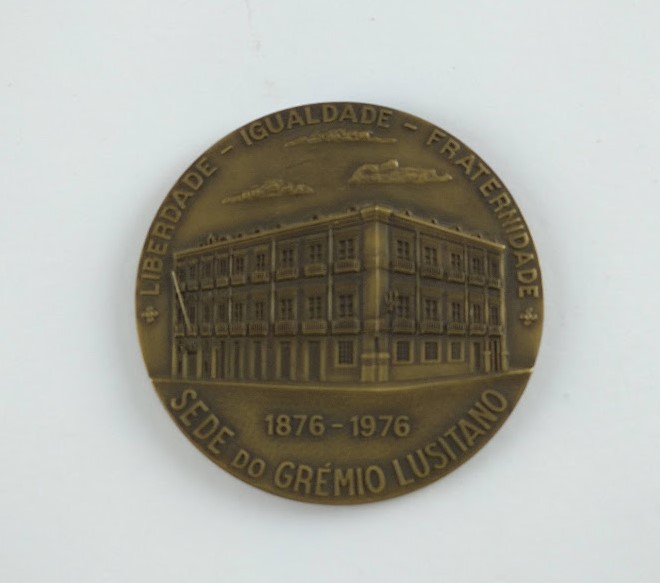 LIBERDADE - IGUALDADE - FRATERNIDADE
1876 - 1976
SEDE DO GRÉMIO LUSITANO